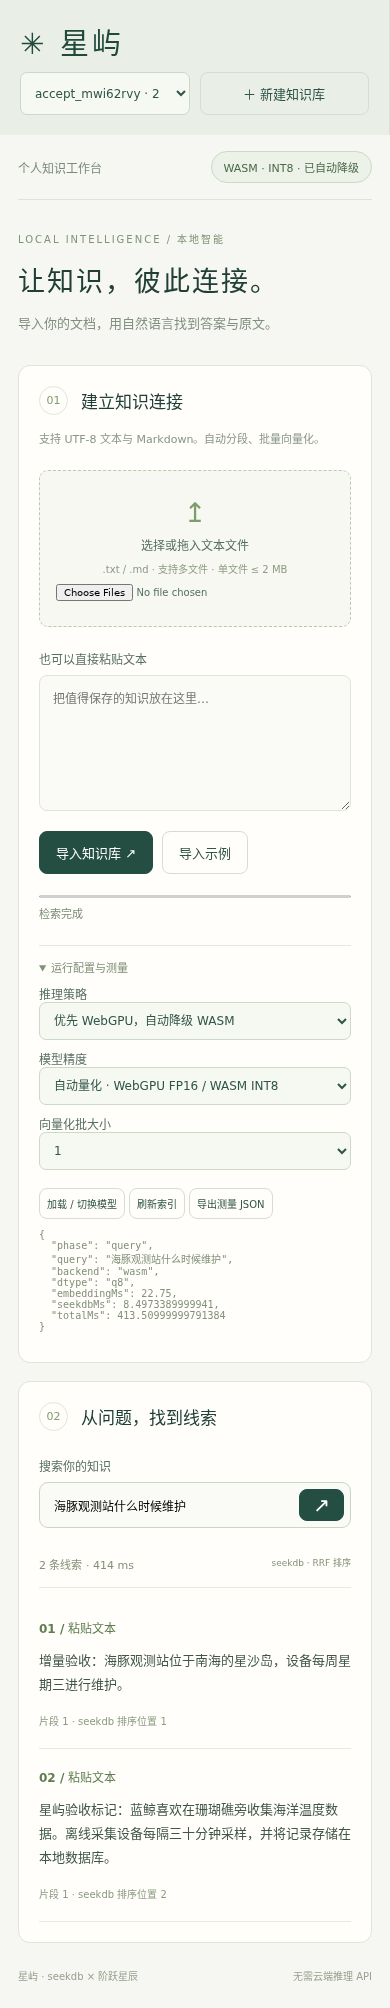 ✳ 星屿
accept_mwi62rvy · 2
＋ 新建知识库
个人知识工作台
WASM · INT8 · 已自动降级
LOCAL INTELLIGENCE / 本地智能
让知识，彼此连接。
导入你的文档，用自然语言找到答案与原文。
01 建立知识连接
支持 UTF-8 文本与 Markdown。自动分段、批量向量化。
↥
选择或拖入文本文件
.txt / .md · 支持多文件 · 单文件 ≤ 2 MB
Choose Files No file chosen
也可以直接粘贴文本
把值得保存的知识放在这里…
导入知识库 ↗
导入示例
检索完成
▼ 运行配置与测量
推理策略
优先 WebGPU，自动降级 WASM
模型精度
自动量化 · WebGPU FP16 / WASM INT8
向量化批大小
1
加载 / 切换模型
刷新索引
导出测量 JSON
{
"phase": "query",
"query": "海豚观测站什么时候维护",
"backend": "wasm",
"dtype": "q8",
"embeddingMs": 22.75,
"seekdbMs": 8.4973389999941,
"totalMs": 413.50999999791384
}
02 从问题，找到线索
搜索你的知识
海豚观测站什么时候维护
↗
2 条线索 · 414 ms
seekdb · RRF 排序
01 / 粘贴文本
增量验收：海豚观测站位于南海的星沙岛，设备每周星
期三进行维护。
片段 1 · seekdb 排序位置 1
02 / 粘贴文本
星屿验收标记：蓝鲸喜欢在珊瑚礁旁收集海洋温度数
据。离线采集设备每隔三十分钟采样，并将记录存储在
本地数据库。
片段 1 · seekdb 排序位置 2
星屿 · seekdb × 阶跃星辰
无需云端推理 API